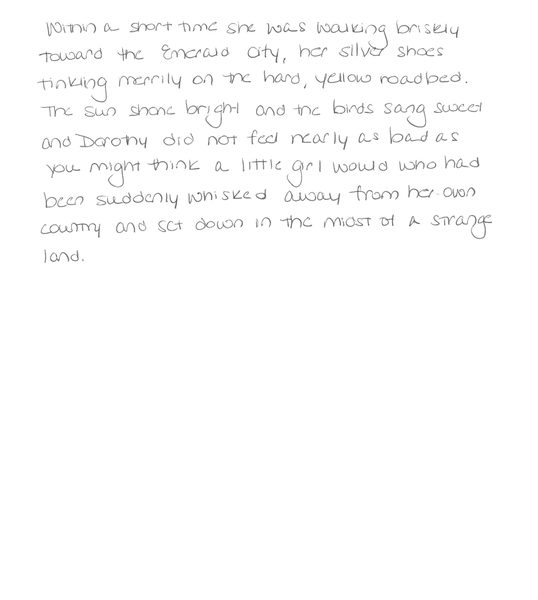 Within a short time she was walking briskly
toward the Emerald City, her silver shoes
tinking merrily on the hard, yellow roadbed.
The sun shone bright and the birds sang sweet
and Dorothy did not feel nearly as bad as
you might think a little girl would who had
been suddenly whisked away from her own
country and set down in the midst of a strange
land.